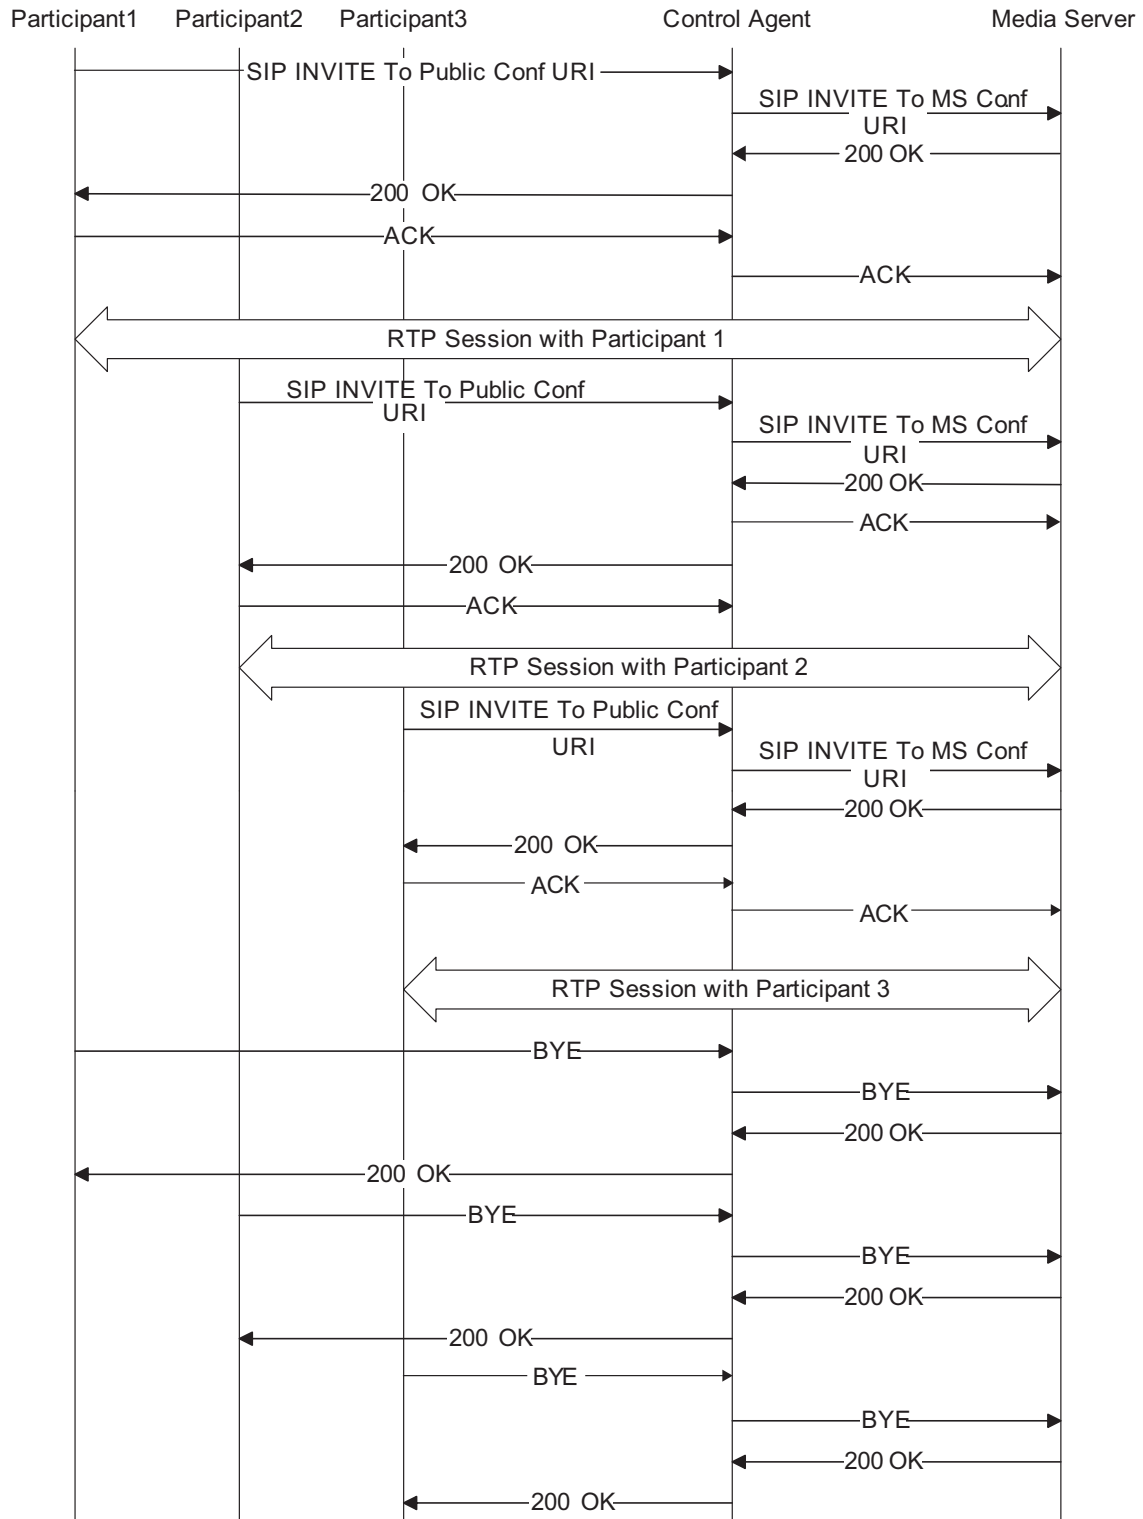 Participant1 Participant2 Participant3 Control Agent Media Server
SIP INVITE To Public Conf URI
SIP INVITE To MS Conf
URI
200 OK
200 OK
ACK
ACK
RTP Session with Participant 1
SIP INVITE To Public Conf
URI
SIP INVITE To MS Conf
URI
200 OK
ACK
200 OK
ACK
RTP Session with Participant 2
SIP INVITE To Public Conf
URI
SIP INVITE To MS Conf
URI
200 OK
200 OK
ACK
ACK
RTP Session with Participant 3
BYE
BYE
200 OK
200 OK
BYE
BYE
200 OK
200 OK
BYE
BYE
200 OK
200 OK